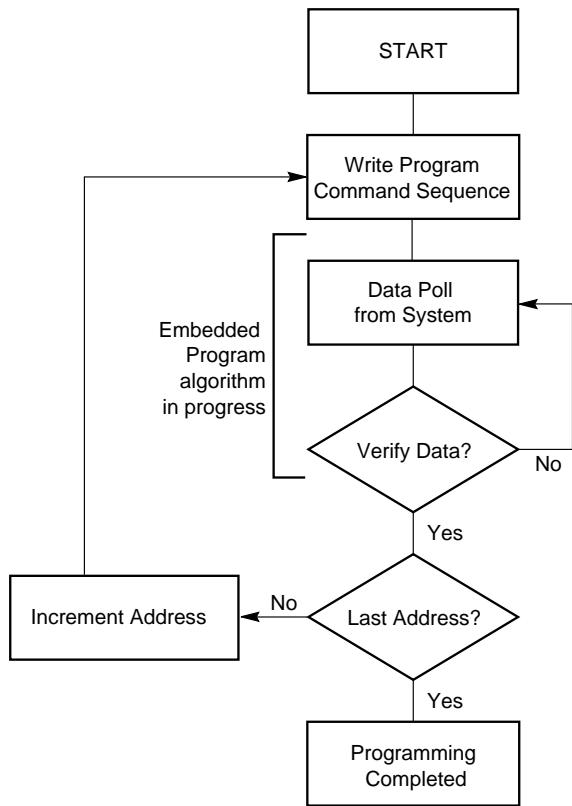 START
Write Program
Command Sequence
Data Poll
from System
Embedded
Program
algorithm
in progress
Verify Data?
No
Yes
Increment Address
No
Last Address?
Yes
Programming
Completed